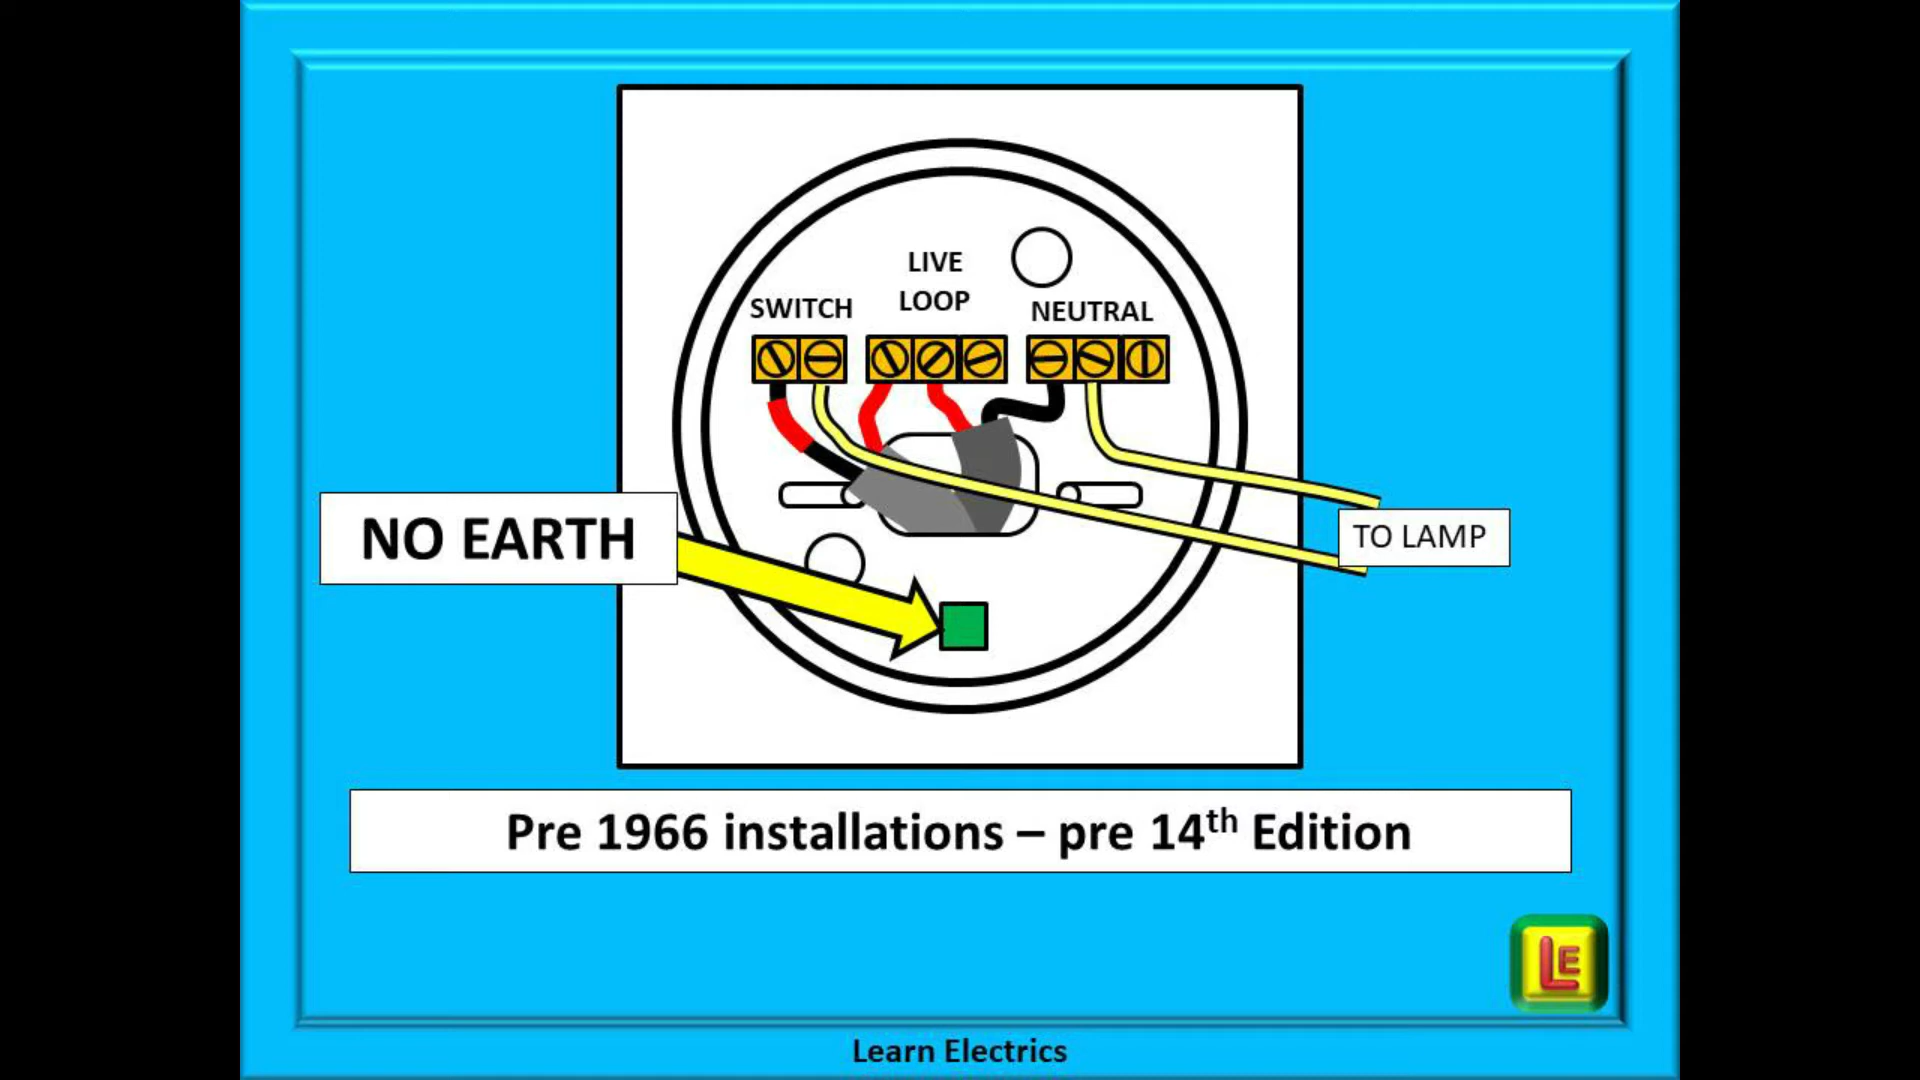 LIVE
LOOP
SWITCH
NEUTRAL
NO EARTH
TO LAMP
Pre 1966 installations – pre 14th Edition
LE
Learn Electrics